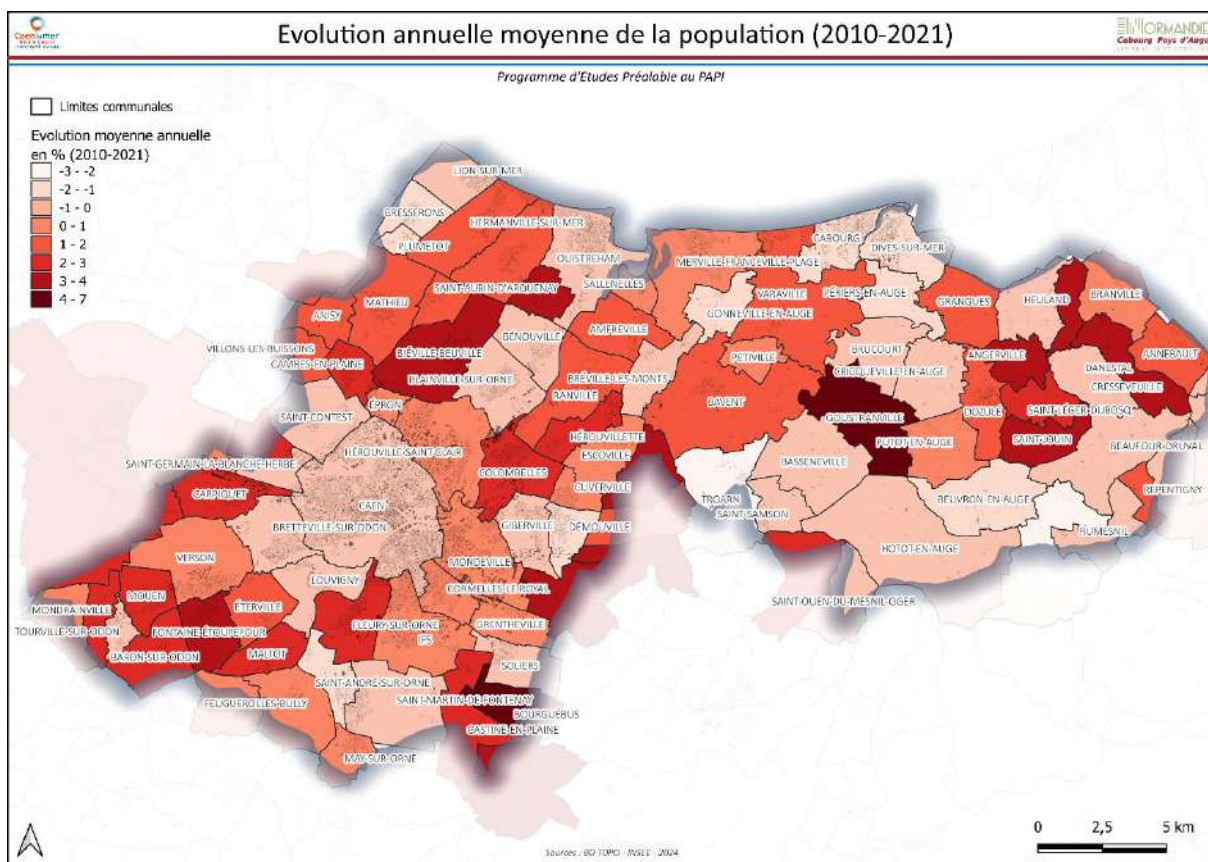 Caen la mer
NORMANDIE
Evolution annuelle moyenne de la population (2010-2021)
NORMANDIE
Cabourg Pays d'Auge
Programme d'Etudes Préalable au PAPI
Limites communales
Evolution moyenne annuelle
en % (2010-2021)
-3 - -2
-2 - -1
-1 - 0
0 - 1
1 - 2
2 - 3
3 - 4
4 - 7
LION-SUR-MER
CRESSERONS
HERMANVILLE-SUR-MER
PLUMETOT
OUISTREHAM
CABOURG
DIVES-SUR-MER
MERVILLE-FRANCEVILLE-PLAGE
SALLENELLES
SAINT-AUBIN-D'ARQUENAY
VARAVILLE
PÉRIERS-EN-AUGE
HEULAND
BRANVILLE
MATHIEU
GRANGUES
ANISY
GONNEVILLE-EN-AUGE
BÉNOUVILLE
AMFREVILLE
VILLONS-LES-BUISSONS
BIÉVILLE-BEUVILLE
BRUCOURT
ANGERVILLE
ANNEBAULT
CAMBES-EN-PLAINE
PETIVILLE
DANESTAL
BLAINVILLE-SUR-ORNE
BRÉVILLE-LES-MONTS
CRICQUEVILLE-EN-AUGE
CRESSEVEUILLE
RANVILLE
BAVENT
ÉPRON
SAINT-CONTEST
GOUSTRANVILLE
DOZULÉ
SAINT-LÉGER-DUBOSQ
HÉROUVILLETTE
PUTOT-EN-AUGE
SAINT-JOUIN
BEAUFOUR-DRUVAL
HÉROUVILLE-SAINT-CLAIR
ESCOVILLE
SAINT-GERMAIN-LA-BLANCHE-HERBE
COLOMBELLES
BASSENEVILLE
CUVERVILLE
REPENTIGNY
CARPIQUET
CAEN
TROARN
BEUVRON-EN-AUGE
SAINT-SAMSON
BRETTEVILLE-SUR-ODON
GIBERVILLE
DÉMOUVILLE
RUMESNIL
HOTOT-EN-AUGE
VERSON
MONDEVILLE
LOUVIGNY
CORMELLES-LE-ROYAL
MOUEN
ÉTERVILLE
SAINT-OUEN-DU-MESNIL-OGER
MONDRAINVILLE
FLEURY-SUR-ORNE
GRENTHEVILLE
TOURVILLE-SUR-ODON
FONTAINE-ÉTOUPEFOUR
IFS
BARON-SUR-ODON
MALTOT
SOLIERS
SAINT-ANDRÉ-SUR-ORNE
FEUGUEROLLES-BULLY
SAINT-MARTIN-DE-FONTENAY
BOURGUÉBUS
CASTINE-EN-PLAINE
MAY-SUR-ORNE
0 2,5 5 km
Sources : BD TOPO - INSEE - 2024